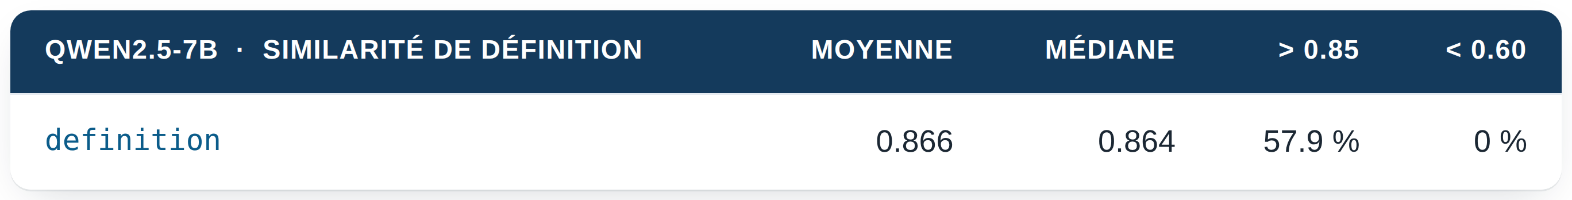 QWEN2.5-7B · SIMILARITÉ DE DÉFINITION MOYENNE MÉDIANE > 0.85 < 0.60
definition 0.866 0.864 57.9 % 0 %